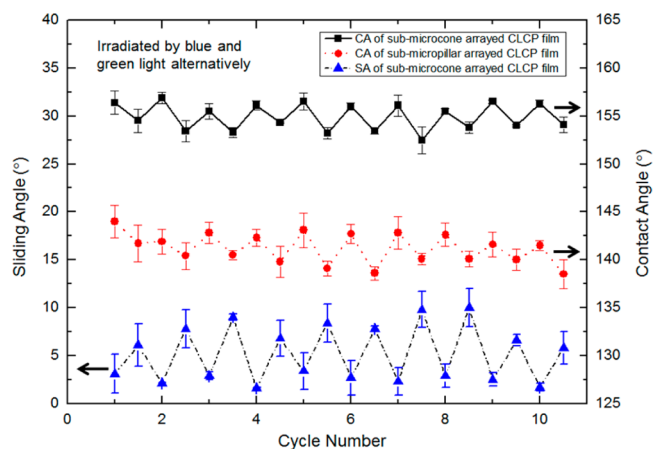 Irradiated by blue and
green light alternatively
CA of sub-microcone arrayed CLCP film
CA of sub-micropillar arrayed CLCP film
SA of sub-microcone arrayed CLCP film
Sliding Angle (°)
40
35
30
25
20
15
10
5
0
Contact Angle (°)
165
160
155
150
145
140
135
130
125
0 2 4 6 8 10
Cycle Number